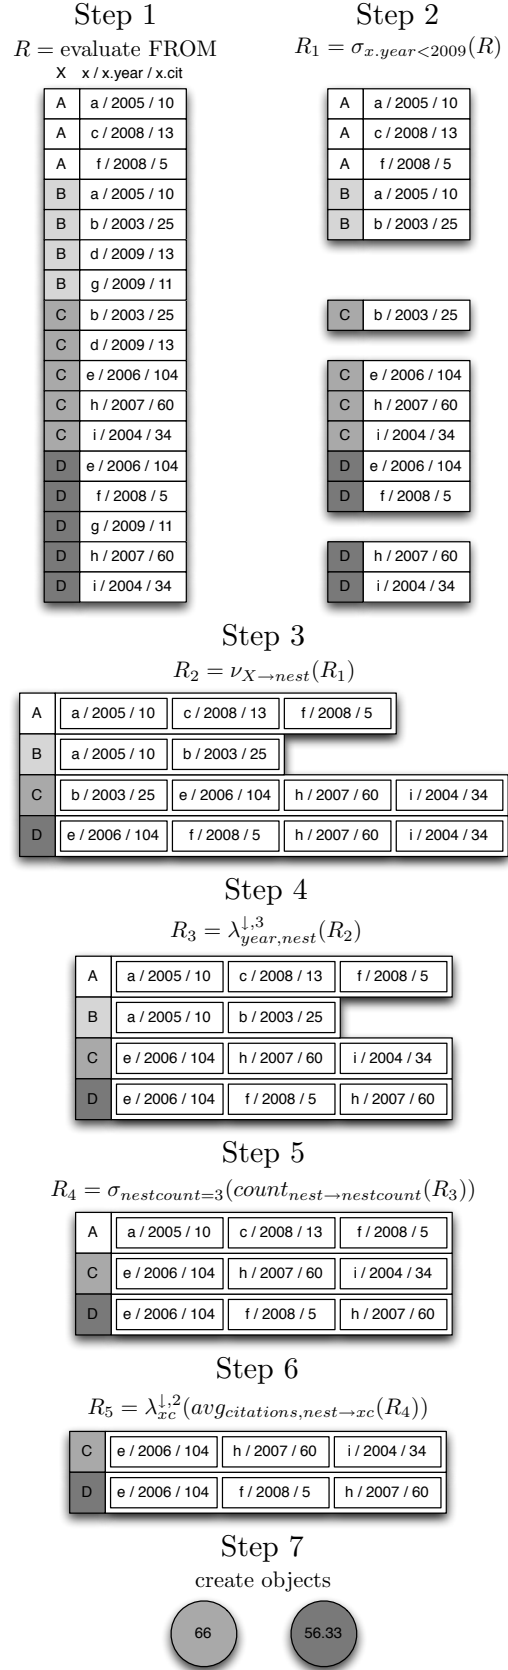 Step 1
R = evaluate FROM
X x / x.year / x.cit
A a / 2005 / 10
A c / 2008 / 13
A f / 2008 / 5
B a / 2005 / 10
B b / 2003 / 25
B d / 2009 / 13
B g / 2009 / 11
C b / 2003 / 25
C d / 2009 / 13
C e / 2006 / 104
C h / 2007 / 60
C i / 2004 / 34
D e / 2006 / 104
D f / 2008 / 5
D g / 2009 / 11
D h / 2007 / 60
D i / 2004 / 34
Step 2
R₁ = σ_{x.year<2009}(R)
A a / 2005 / 10
A c / 2008 / 13
A f / 2008 / 5
B a / 2005 / 10
B b / 2003 / 25
C b / 2003 / 25
C e / 2006 / 104
C h / 2007 / 60
C i / 2004 / 34
D e / 2006 / 104
D f / 2008 / 5
D h / 2007 / 60
D i / 2004 / 34
Step 3
R₂ = ν_{X→nest}(R₁)
A a / 2005 / 10 c / 2008 / 13 f / 2008 / 5
B a / 2005 / 10 b / 2003 / 25
C b / 2003 / 25 e / 2006 / 104 h / 2007 / 60 i / 2004 / 34
D e / 2006 / 104 f / 2008 / 5 h / 2007 / 60 i / 2004 / 34
Step 4
R₃ = λ^{↓,3}_{year,nest}(R₂)
A a / 2005 / 10 c / 2008 / 13 f / 2008 / 5
B a / 2005 / 10 b / 2003 / 25
C e / 2006 / 104 h / 2007 / 60 i / 2004 / 34
D e / 2006 / 104 f / 2008 / 5 h / 2007 / 60
Step 5
R₄ = σ_{nestcount=3}(count_{nest→nestcount}(R₃))
A a / 2005 / 10 c / 2008 / 13 f / 2008 / 5
C e / 2006 / 104 h / 2007 / 60 i / 2004 / 34
D e / 2006 / 104 f / 2008 / 5 h / 2007 / 60
Step 6
R₅ = λ^{↓,2}_{xc}(avg_{citations,nest→xc}(R₄))
C e / 2006 / 104 h / 2007 / 60 i / 2004 / 34
D e / 2006 / 104 f / 2008 / 5 h / 2007 / 60
Step 7
create objects
66 56.33